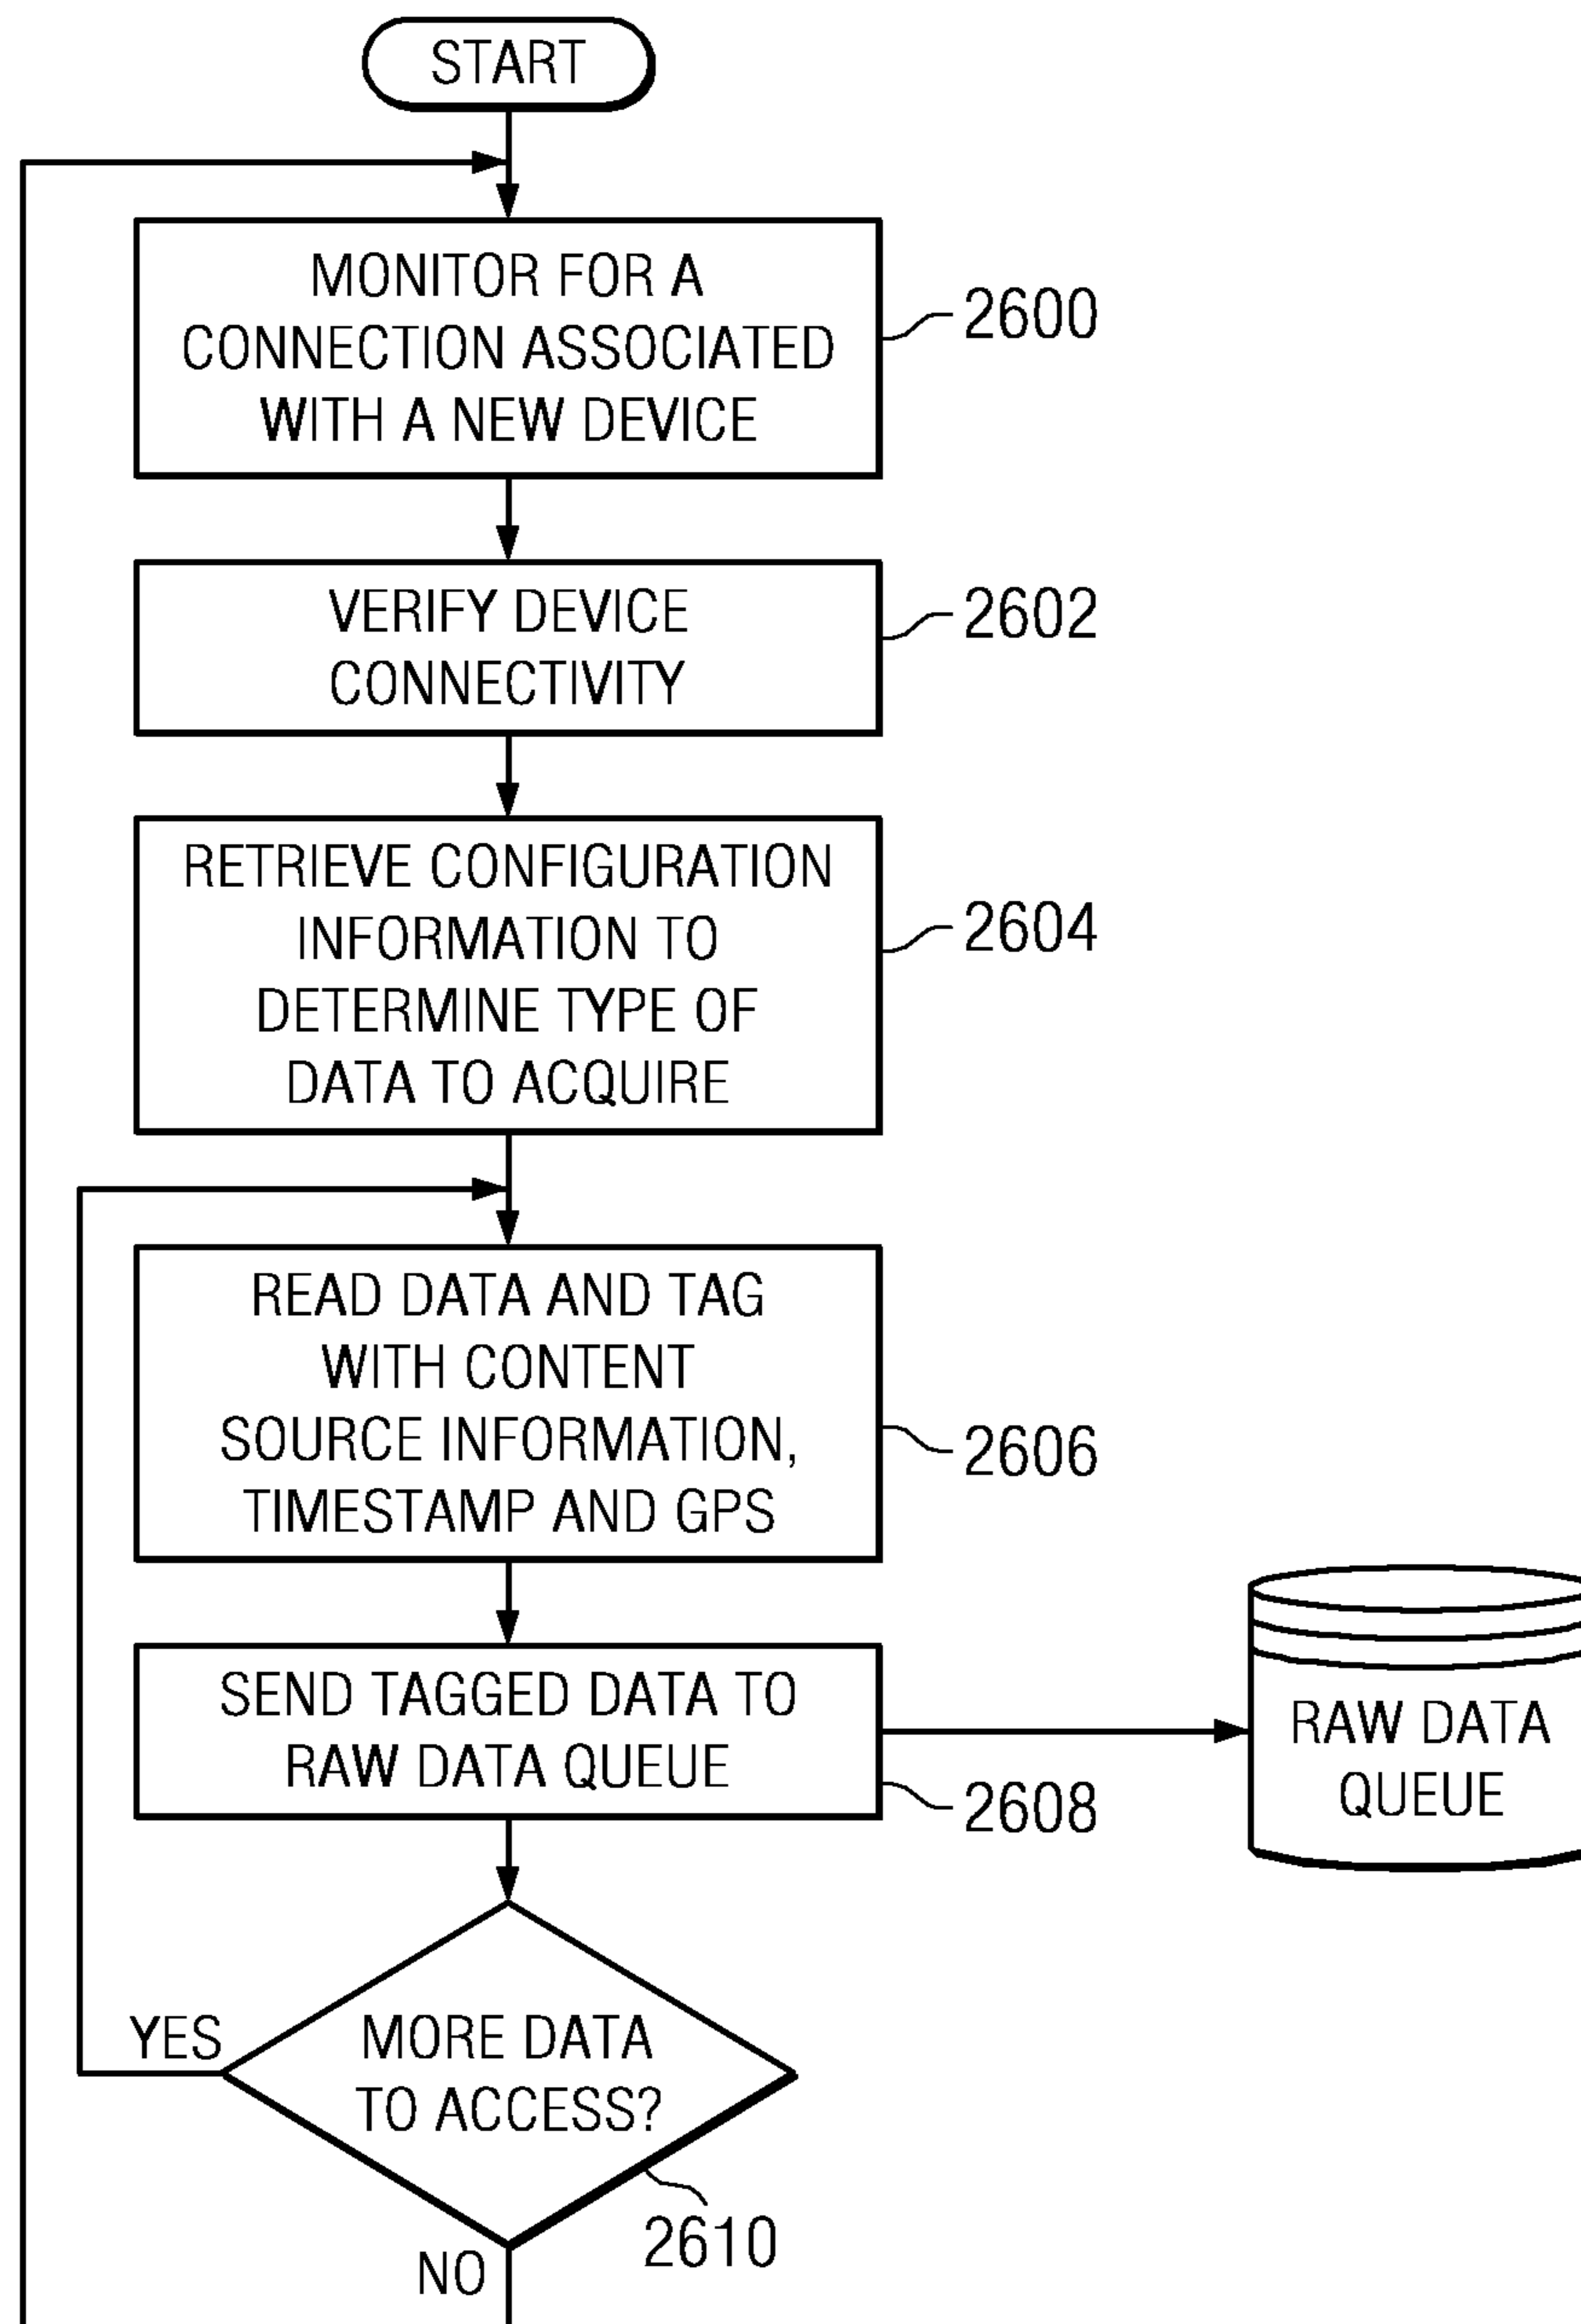 START
MONITOR FOR A
CONNECTION ASSOCIATED
WITH A NEW DEVICE
2600
VERIFY DEVICE
CONNECTIVITY
2602
RETRIEVE CONFIGURATION
INFORMATION TO
DETERMINE TYPE OF
DATA TO ACQUIRE
2604
READ DATA AND TAG
WITH CONTENT
SOURCE INFORMATION,
TIMESTAMP AND GPS
2606
SEND TAGGED DATA TO
RAW DATA QUEUE
2608
RAW DATA
QUEUE
YES
MORE DATA
TO ACCESS?
2610
NO